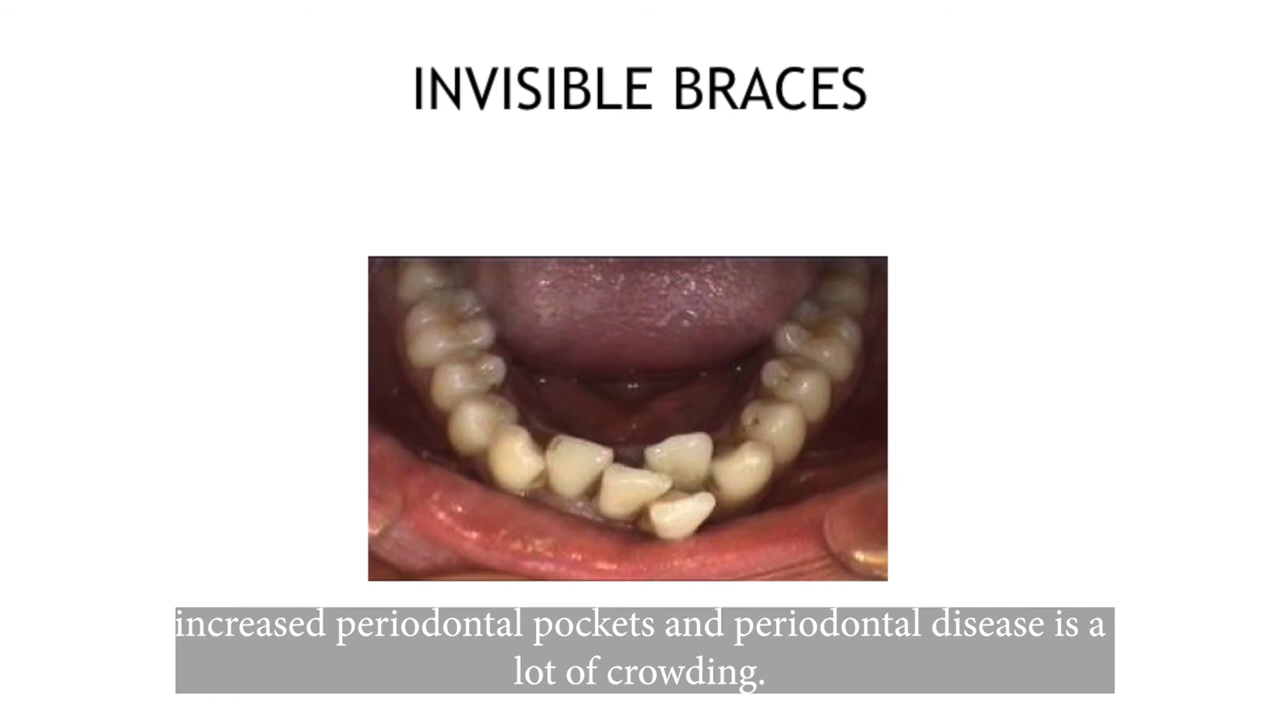 INVISIBLE BRACES
increased periodontal pockets and periodontal disease is a
lot of crowding.